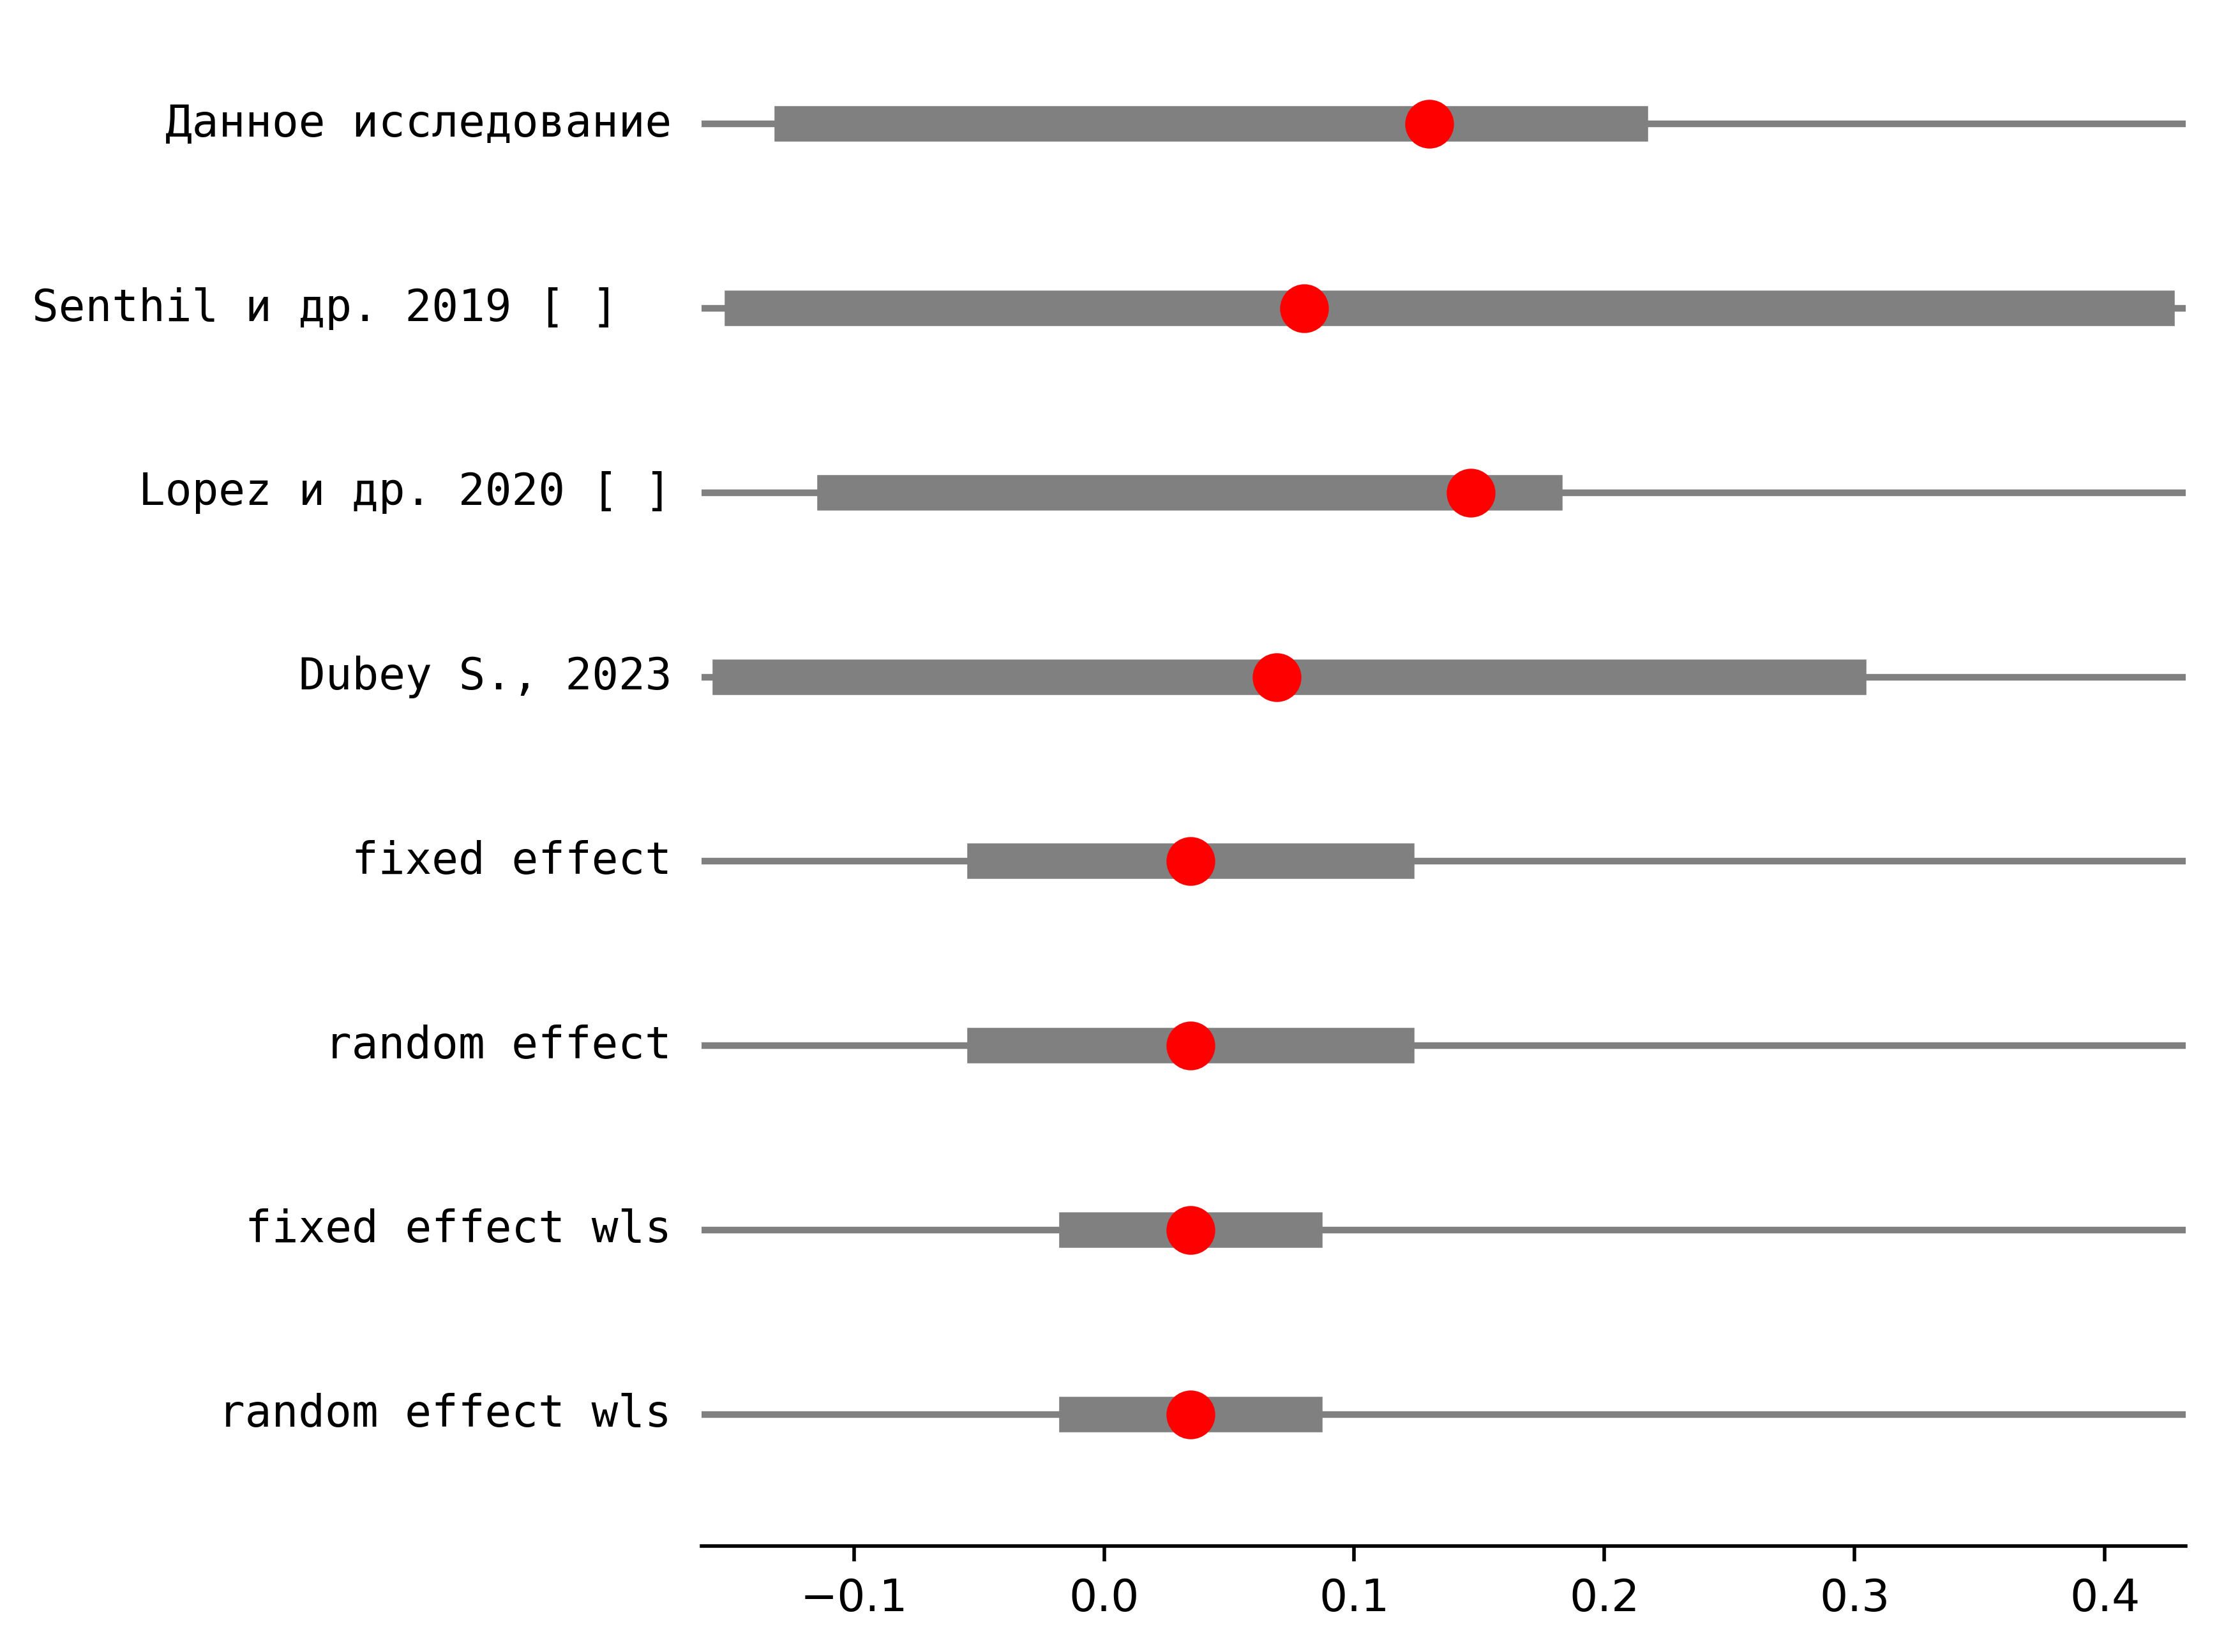 Данное исследование
Senthil и др. 2019 [ ]
Lopez и др. 2020 [ ]
Dubey S., 2023
fixed effect
random effect
fixed effect wls
random effect wls
−0.1 0.0 0.1 0.2 0.3 0.4